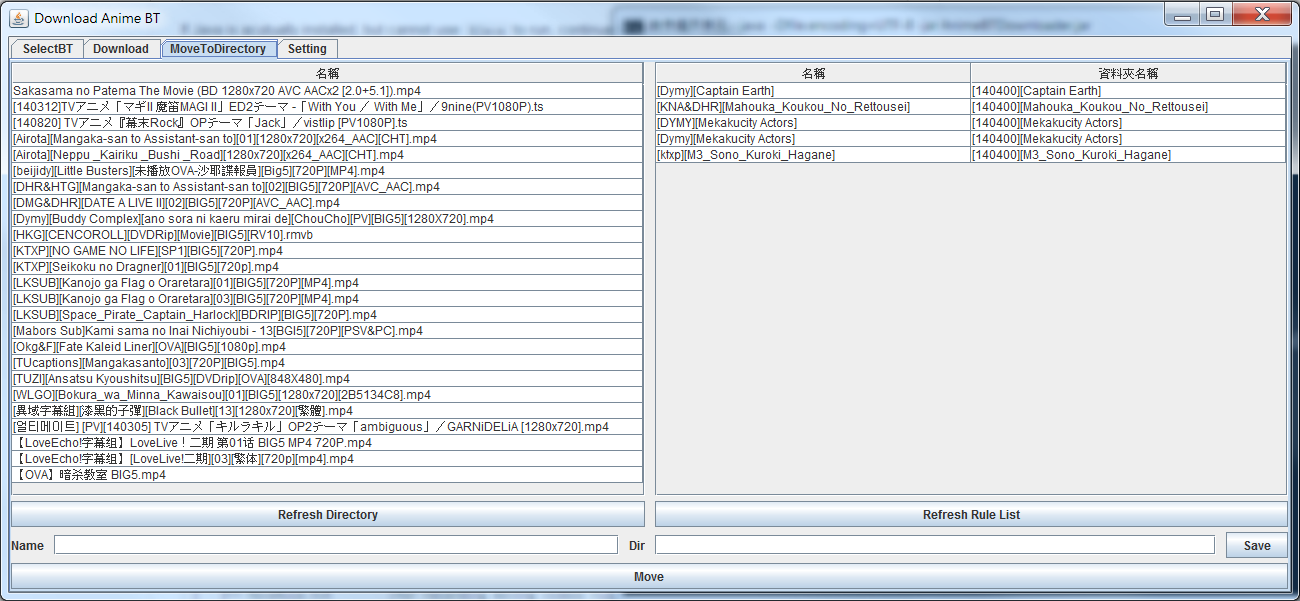 Download Anime BT
SelectBT Download MoveToDirectory Setting
名稱
Sakasama no Patema The Movie (BD 1280x720 AVC AACx2 [2.0+5.1]).mp4
[140312]TVアニメ「マギII 魔笛MAGI II」ED2テーマ -「With You ／ With Me」／9nine(PV1080P).ts
[140820] TVアニメ『幕末Rock』OPテーマ「Jack」／vistlip [PV1080P].ts
[Airota][Mangaka-san to Assistant-san to][01][1280x720][x264_AAC][CHT].mp4
[Airota][Neppu _Kairiku _Bushi _Road][1280x720][x264_AAC][CHT].mp4
[beijidy][Little Busters][未播放OVA-沙耶諜報員][Big5][720P][MP4].mp4
[DHR&HTG][Mangaka-san to Assistant-san to][02][BIG5][720P][AVC_AAC].mp4
[DMG&DHR][DATE A LIVE II][02][BIG5][720P][AVC_AAC].mp4
[Dymy][Buddy Complex][ano sora ni kaeru mirai de][ChouCho][PV][BIG5][1280X720].mp4
[HKG][CENCOROLL][DVDRip][Movie][BIG5][RV10].rmvb
[KTXP][NO GAME NO LIFE][SP1][BIG5][720P].mp4
[KTXP][Seikoku no Dragner][01][BIG5][720p].mp4
[LKSUB][Kanojo ga Flag o Oraretara][01][BIG5][720P][MP4].mp4
[LKSUB][Kanojo ga Flag o Oraretara][03][BIG5][720P][MP4].mp4
[LKSUB][Space_Pirate_Captain_Harlock][BDRIP][BIG5][720P].mp4
[Mabors Sub]Kami sama no Inai Nichiyoubi - 13[BGI5][720P][PSV&PC].mp4
[Okg&F][Fate Kaleid Liner][OVA][BIG5][1080p].mp4
[TUcaptions][Mangakasanto][03][720P][BIG5].mp4
[TUZI][Ansatsu Kyoushitsu][BIG5][DVDrip][OVA][848X480].mp4
[WLGO][Bokura_wa_Minna_Kawaisou][01][BIG5][1280x720][2B5134C8].mp4
[異域字幕組][漆黑的子彈][Black Bullet][13][1280x720][繁體].mp4
[얼티메이트] [PV][140305] TVアニメ「キルラキル」OP2テーマ「ambiguous」／GARNiDELiA [1280x720].mp4
【LoveEcho!字幕组】LoveLive！二期 第01话 BIG5 MP4 720P.mp4
【LoveEcho!字幕组】[LoveLive!二期][03][繁体][720p][mp4].mp4
【OVA】暗杀教室 BIG5.mp4
Refresh Directory
名稱 資料夾名稱
[Dymy][Captain Earth] [140400][Captain Earth]
[KNA&DHR][Mahouka_Koukou_No_Rettousei] [140400][Mahouka_Koukou_No_Rettousei]
[DYMY][Mekakucity Actors] [140400][Mekakucity Actors]
[Dymy][Mekakucity Actors] [140400][Mekakucity Actors]
[ktxp][M3_Sono_Kuroki_Hagane] [140400][M3_Sono_Kuroki_Hagane]
Refresh Rule List
Name Dir Save
Move